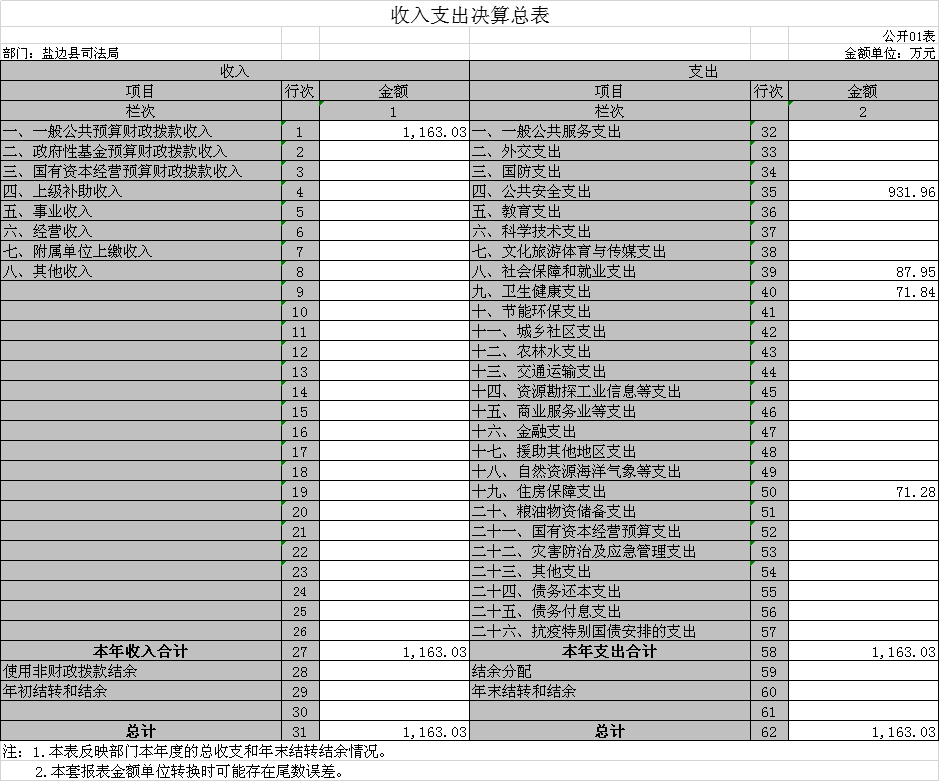 收入支出决算总表
公开01表
部门：盐边县司法局 金额单位：万元
收入 支出
项目 行次 金额 项目 行次 金额
栏次 1 栏次 2
一、一般公共预算财政拨款收入 1 1,163.03 一、一般公共服务支出 32
二、政府性基金预算财政拨款收入 2 二、外交支出 33
三、国有资本经营预算财政拨款收入 3 三、国防支出 34
四、上级补助收入 4 四、公共安全支出 35 931.96
五、事业收入 5 五、教育支出 36
六、经营收入 6 六、科学技术支出 37
七、附属单位上缴收入 7 七、文化旅游体育与传媒支出 38
八、其他收入 8 八、社会保障和就业支出 39 87.95
9 九、卫生健康支出 40 71.84
10 十、节能环保支出 41
11 十一、城乡社区支出 42
12 十二、农林水支出 43
13 十三、交通运输支出 44
14 十四、资源勘探工业信息等支出 45
15 十五、商业服务业等支出 46
16 十六、金融支出 47
17 十七、援助其他地区支出 48
18 十八、自然资源海洋气象等支出 49
19 十九、住房保障支出 50 71.28
20 二十、粮油物资储备支出 51
21 二十一、国有资本经营预算支出 52
22 二十二、灾害防治及应急管理支出 53
23 二十三、其他支出 54
24 二十四、债务还本支出 55
25 二十五、债务付息支出 56
26 二十六、抗疫特别国债安排的支出 57
本年收入合计 27 1,163.03 本年支出合计 58 1,163.03
使用非财政拨款结余 28 结余分配 59
年初结转和结余 29 年末结转和结余 60
30 61
总计 31 1,163.03 总计 62 1,163.03
注：1.本表反映部门本年度的总收支和年末结转结余情况。
2.本套报表金额单位转换时可能存在尾数误差。